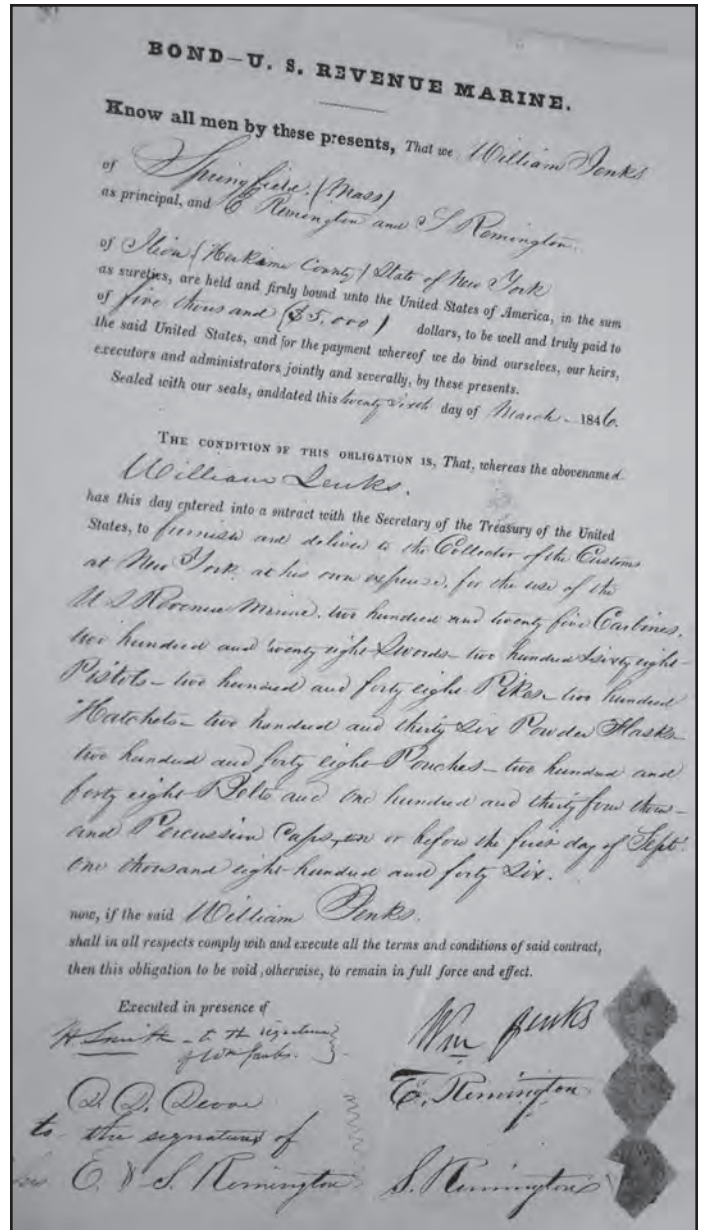 BOND—U. S. REVENUE MARINE.
Know all men by these presents, That we William Jenks
of Springfield (Mass)
as principal, and E Remington and S Remington
of Ilion (Herkime County) State of New York
as sureties, are held and firmly bound unto the United States of America, in the sum
of five thousand ($5,000) dollars, to be well and truly paid to
the said United States, and for the payment whereof we do bind ourselves, our heirs,
executors and administrators, jointly and severally, by these presents.
Sealed with our seals, anddated this twenty sixth day of March 1846.
THE CONDITION OF THIS OBLIGATION IS, That, whereas the abovenamed
William Jenks.
has this day entered into a ontract with the Secretary of the Treasury of the United
States, to furnish and deliver to the Collector of the Customs
at New York, at his own expense, for the use of the
U S Revenue Marine, two hundred and twenty five Carbines,
two hundred and twenty eight Swords—two hundred sixty eight—
Pistols—two hundred and forty eight Pikes—two hundred
Hatchets—two hundred and thirty six Powder Flasks—
two hundred and forty eight Pouches—two hundred and
forty eight Belts and One hundred and thirty four thou-
and Percussion Caps, on or before the first day of Sept.
one thousand eight hundred and forty six.
now, if the said William Jenks.
shall in all respects comply with and execute all the terms and conditions of said contract,
then this obligation to be void, otherwise, to remain in full force and effect.
Executed in presence of
H Smith—to the signature
of Wm Jenks.
Wm Jenks
E. Remington
D. D. Devoe
to the signatures of
E. & S. Remington
S. Remington